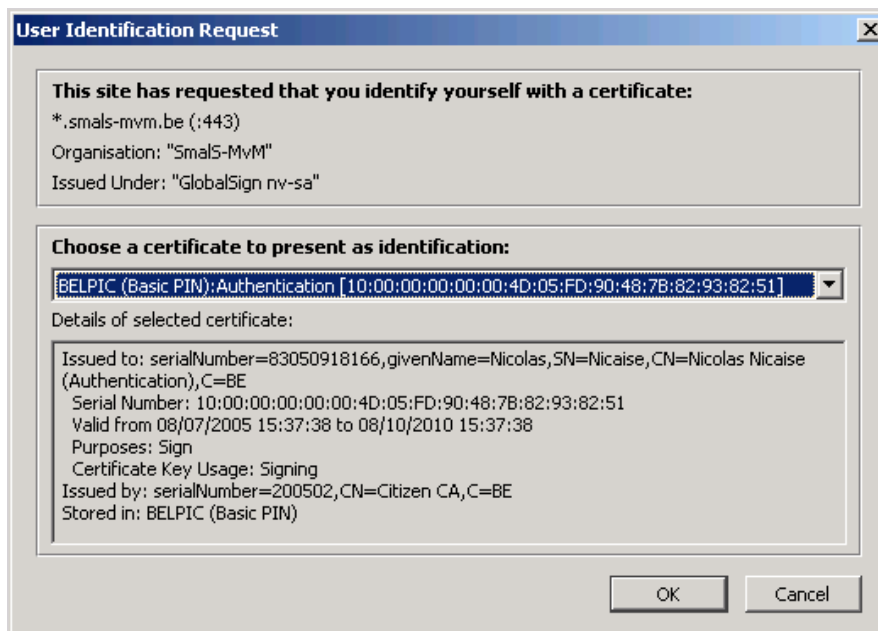 User Identification Request
This site has requested that you identify yourself with a certificate:
*.smals-mvm.be (:443)
Organisation: "SmalS-MvM"
Issued Under: "GlobalSign nv-sa"
Choose a certificate to present as identification:
BELPIC (Basic PIN):Authentication [10:00:00:00:00:00:4D:05:FD:90:48:7B:82:93:82:51]
Details of selected certificate:
Issued to: serialNumber=83050918166,givenName=Nicolas,SN=Nicaise,CN=Nicolas Nicaise
(Authentication),C=BE
Serial Number: 10:00:00:00:00:00:4D:05:FD:90:48:7B:82:93:82:51
Valid from 08/07/2005 15:37:38 to 08/10/2010 15:37:38
Purposes: Sign
Certificate Key Usage: Signing
Issued by: serialNumber=200502,CN=Citizen CA,C=BE
Stored in: BELPIC (Basic PIN)
OK Cancel